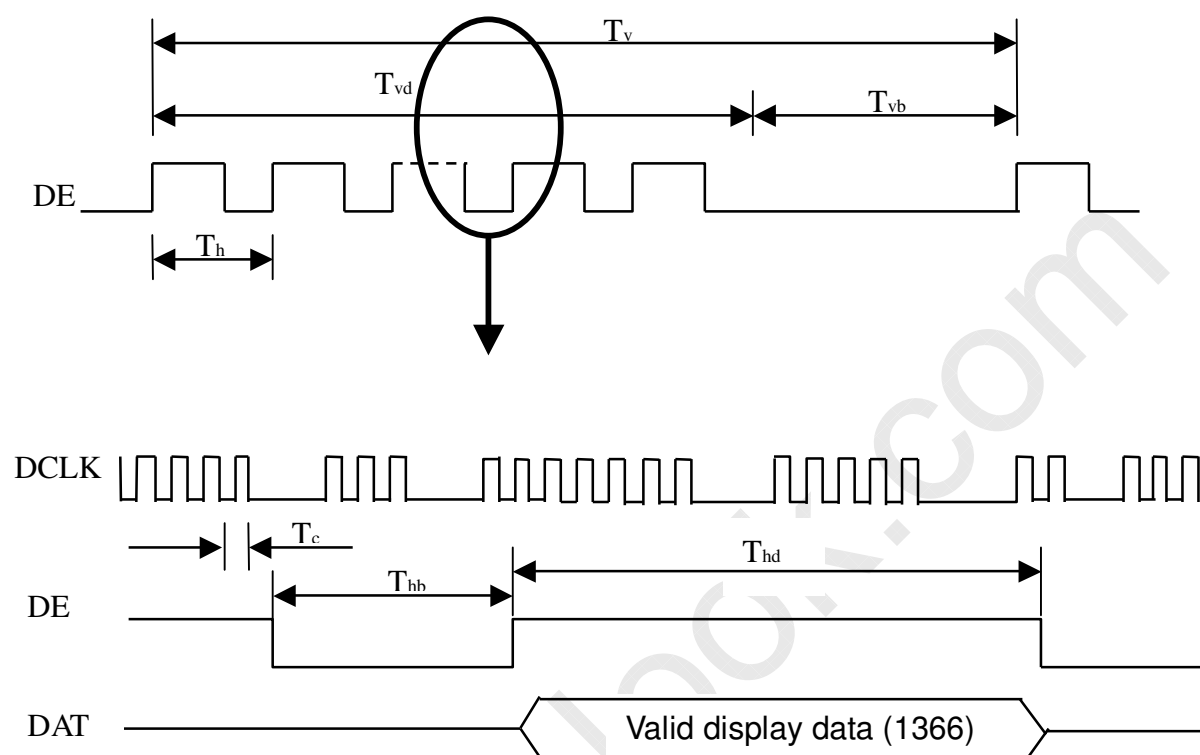 Tv
Tvd
Tvb
DE
Th
DCLK
Tc
Thd
Thb
DE
DAT
Valid display data (1366)